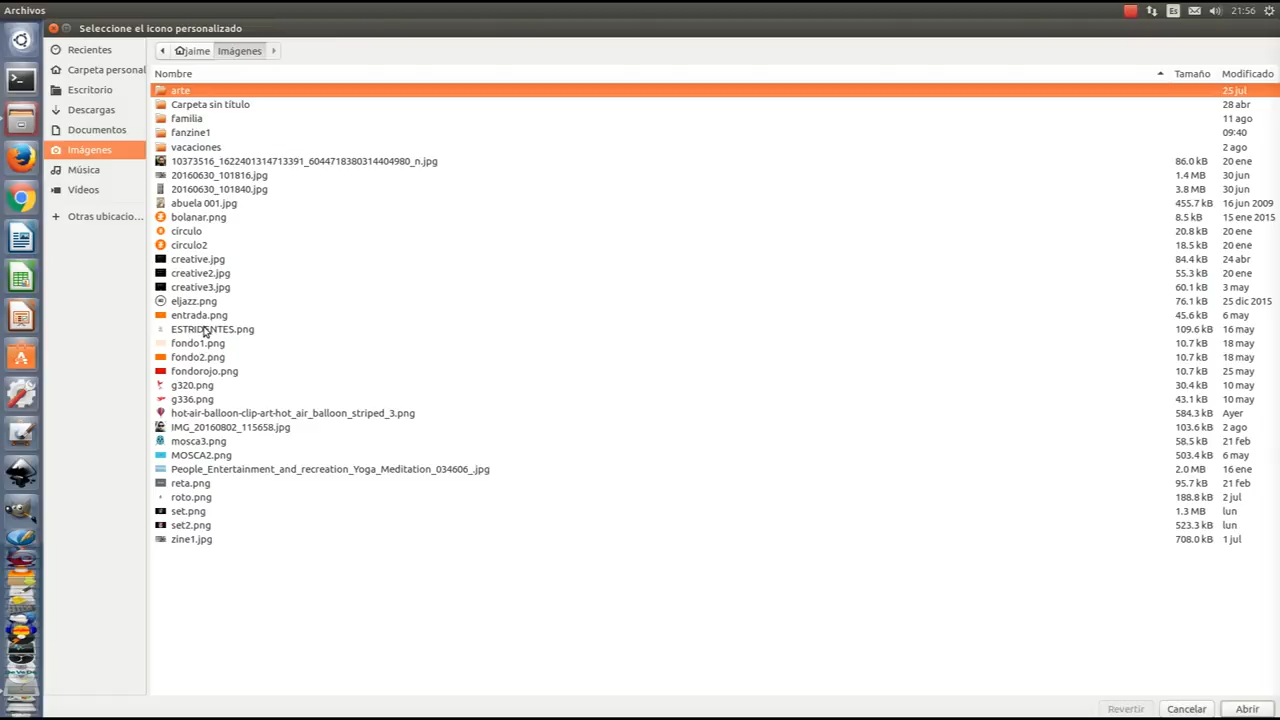 Archivos Es 21:56
Seleccione el icono personalizado
Recientes
Carpeta personal
Escritorio
Descargas
Documentos
Imágenes
Música
Vídeos
Otras ubicacio...
jaime Imágenes
Nombre Tamaño Modificado
arte 25 jul
Carpeta sin título 28 abr
familia 11 ago
fanzine1 09:40
vacaciones 2 ago
10373516_1622401314713391_6044718380314404980_n.jpg 86.0 kB 20 ene
20160630_101816.jpg 1.4 MB 30 jun
20160630_101840.jpg 3.8 MB 30 jun
abuela 001.jpg 455.7 kB 16 jun 2009
bolanar.png 8.5 kB 15 ene 2015
circulo 20.8 kB 20 ene
circulo2 18.5 kB 20 ene
creative.jpg 84.4 kB 24 abr
creative2.jpg 55.3 kB 20 ene
creative3.jpg 60.1 kB 3 may
eljazz.png 76.1 kB 25 dic 2015
entrada.png 45.6 kB 6 may
ESTRIDENTES.png 109.6 kB 16 may
fondo1.png 10.7 kB 18 may
fondo2.png 10.7 kB 18 may
fondorojo.png 10.7 kB 25 may
g320.png 30.4 kB 10 may
g336.png 43.1 kB 10 may
hot-air-balloon-clip-art-hot_air_balloon_striped_3.png 584.3 kB Ayer
IMG_20160802_115658.jpg 103.6 kB 2 ago
mosca3.png 58.5 kB 21 feb
MOSCA2.png 503.4 kB 6 may
People_Entertainment_and_recreation_Yoga_Meditation_034606_.jpg 2.0 MB 16 ene
reta.png 95.7 kB 21 feb
roto.png 188.8 kB 2 jul
set.png 1.3 MB lun
set2.png 523.3 kB lun
zine1.jpg 708.0 kB 1 jul
Revertir Cancelar Abrir